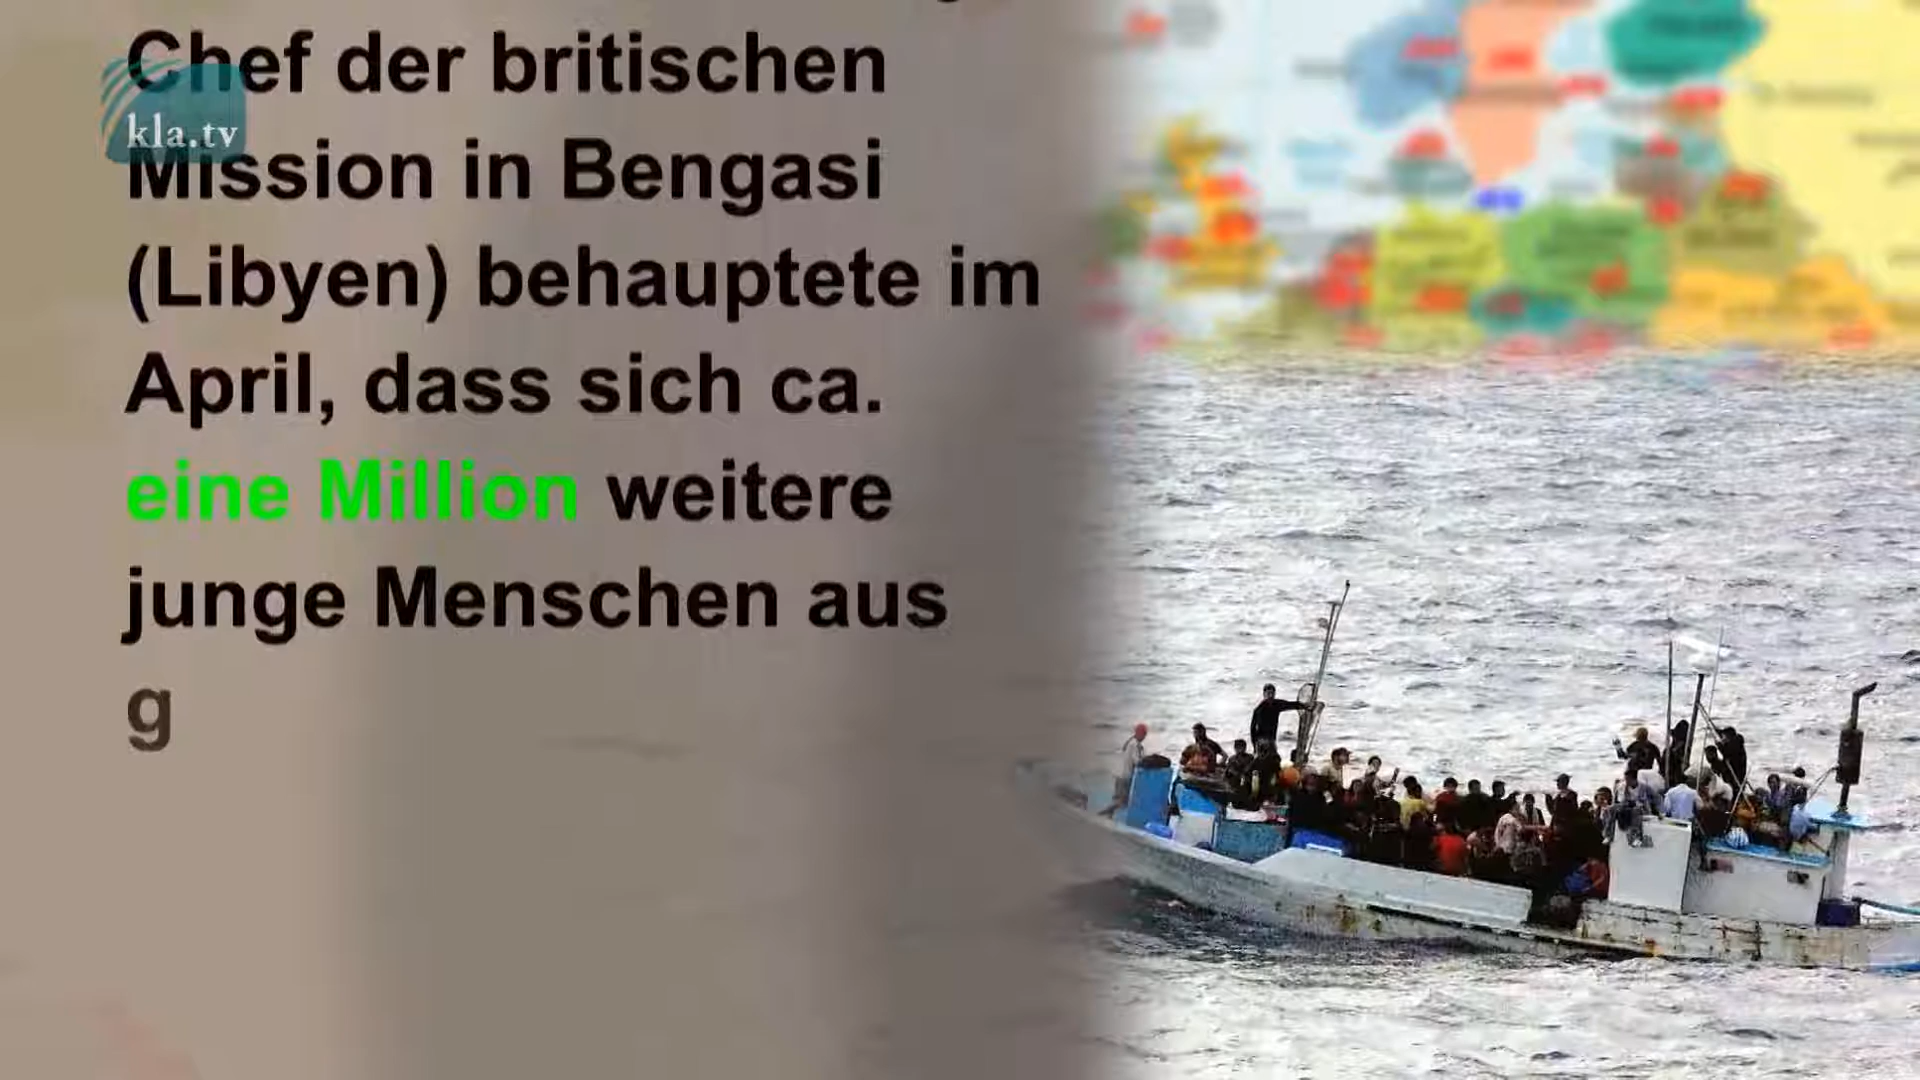 Chef der britischen
kla.tv
Mission in Bengasi
(Libyen) behauptete im
April, dass sich ca.
eine Million weitere
junge Menschen aus
g